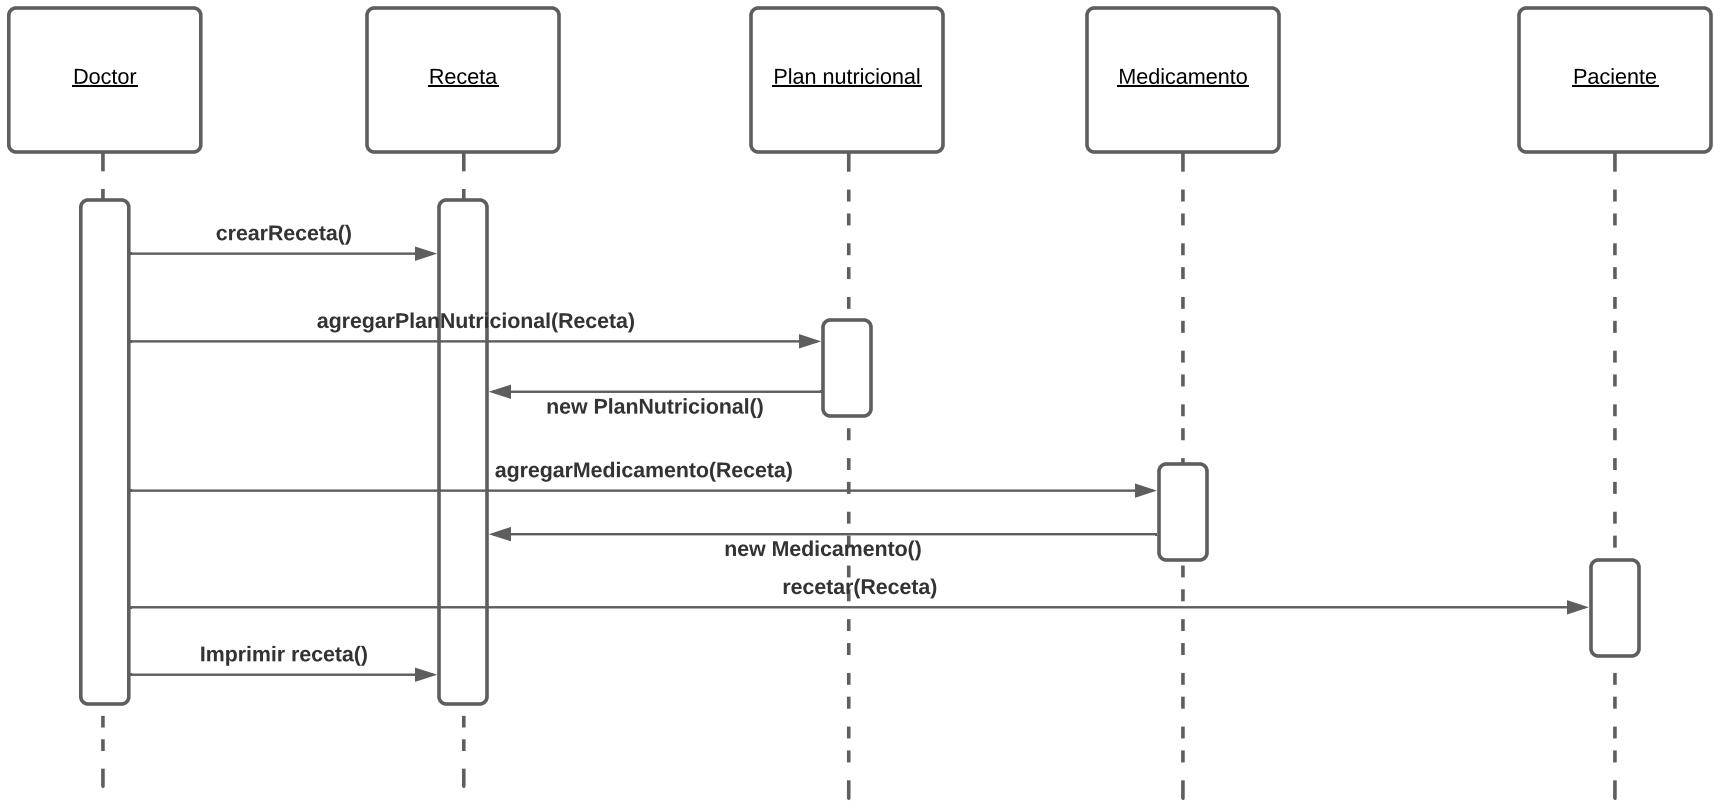 Doctor
Receta
Plan nutricional
Medicamento
Paciente
crearReceta()
agregarPlanNutricional(Receta)
new PlanNutricional()
agregarMedicamento(Receta)
new Medicamento()
recetar(Receta)
Imprimir receta()